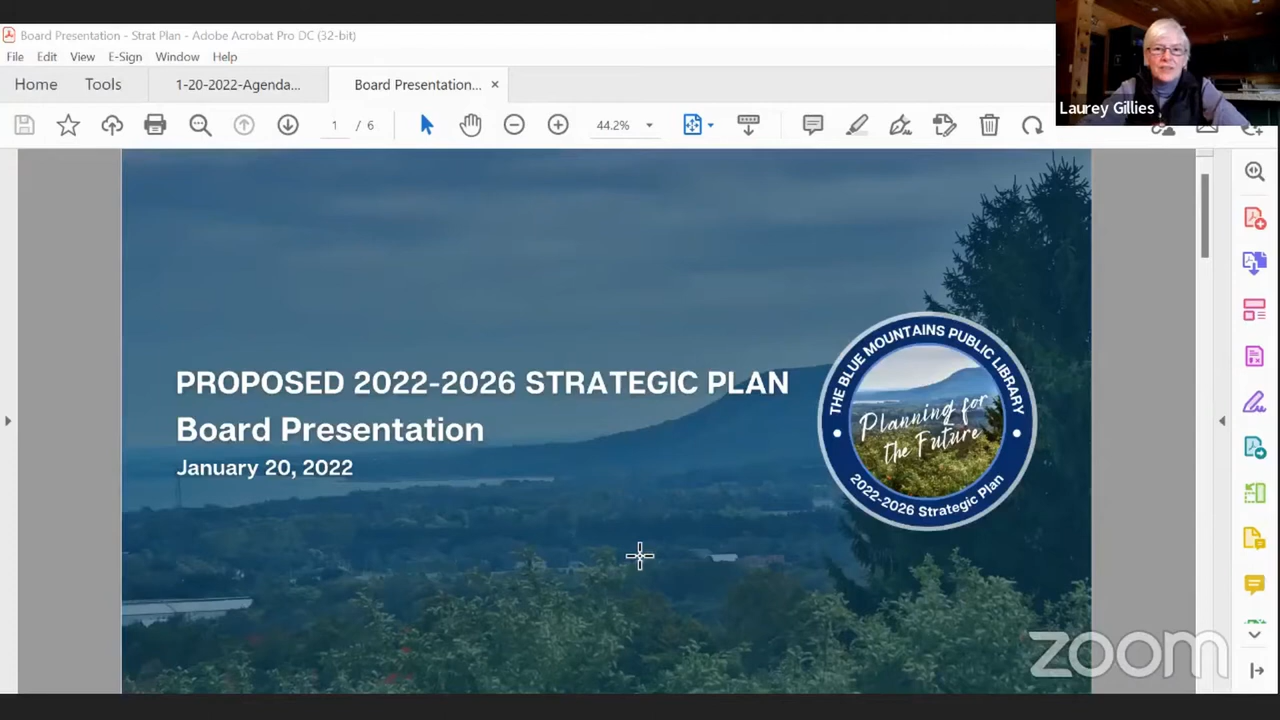 Board Presentation - Strat Plan - Adobe Acrobat Pro DC (32-bit)
File Edit View E-Sign Window Help
Home Tools 1-20-2022-Agenda... Board Presentation... ×
1 / 6 44.2%
Laurey Gillies
PROPOSED 2022-2026 STRATEGIC PLAN
Board Presentation
January 20, 2022
THE BLUE MOUNTAINS PUBLIC LIBRARY
Planning for
the Future
2022-2026 Strategic Plan
zoom